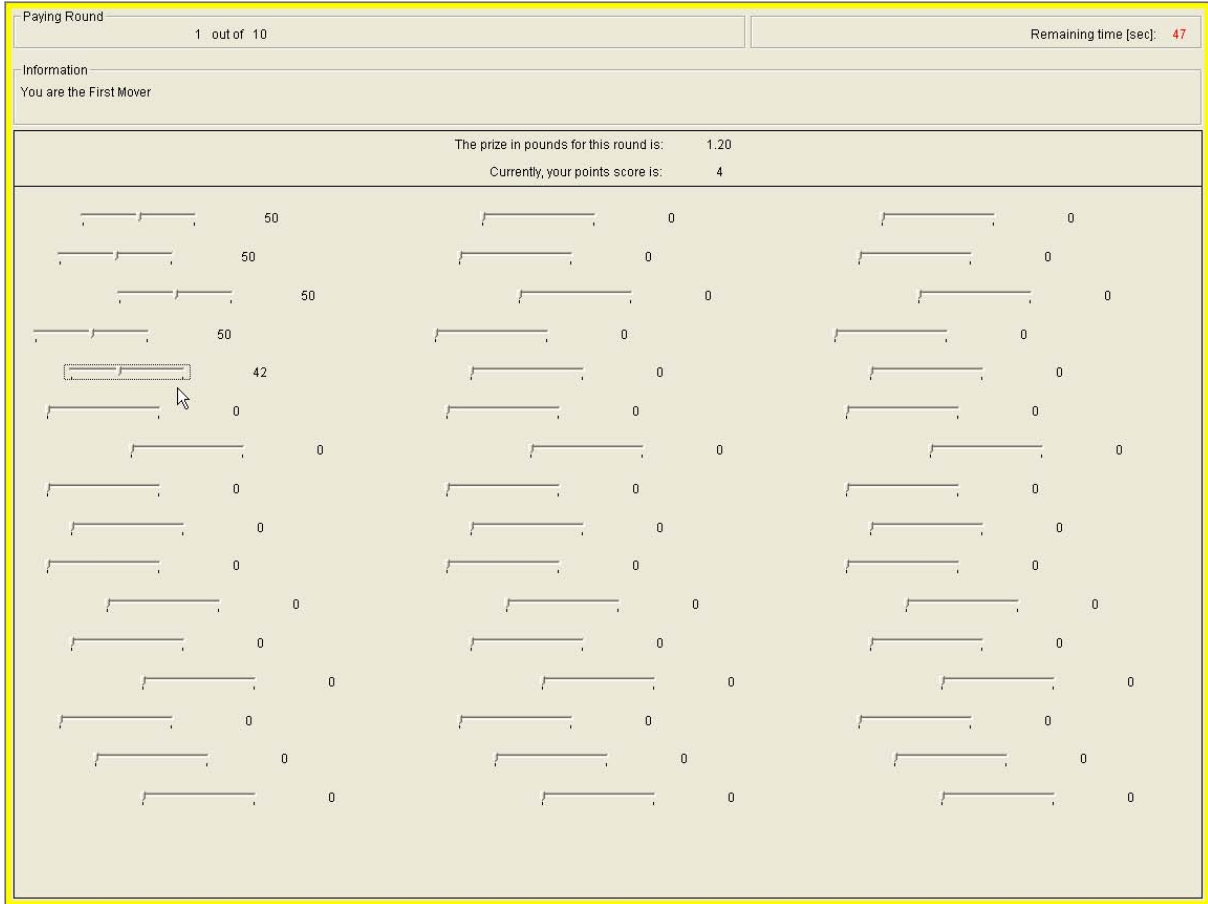 Paying Round
1 out of 10
Remaining time [sec]: 47
Information
You are the First Mover
The prize in pounds for this round is: 1.20
Currently, your points score is: 4
50 0 0
50 0 0
50 0 0
50 0 0
42 0 0
0 0 0
0 0 0
0 0 0
0 0 0
0 0 0
0 0 0
0 0 0
0 0 0
0 0 0
0 0 0
0 0 0